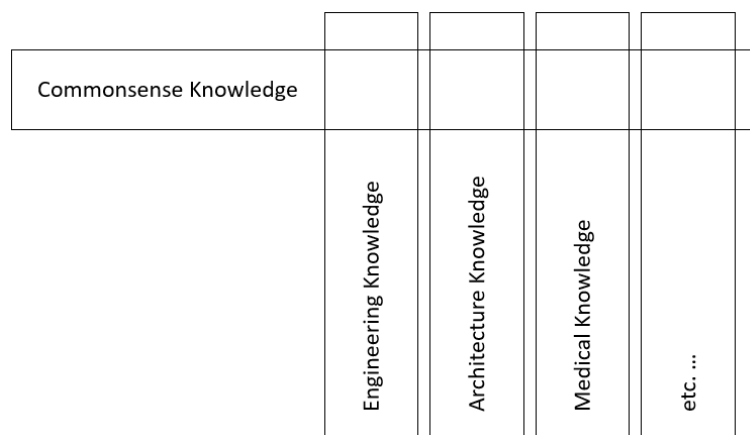 Commonsense Knowledge
Engineering Knowledge
Architecture Knowledge
Medical Knowledge
etc. ...